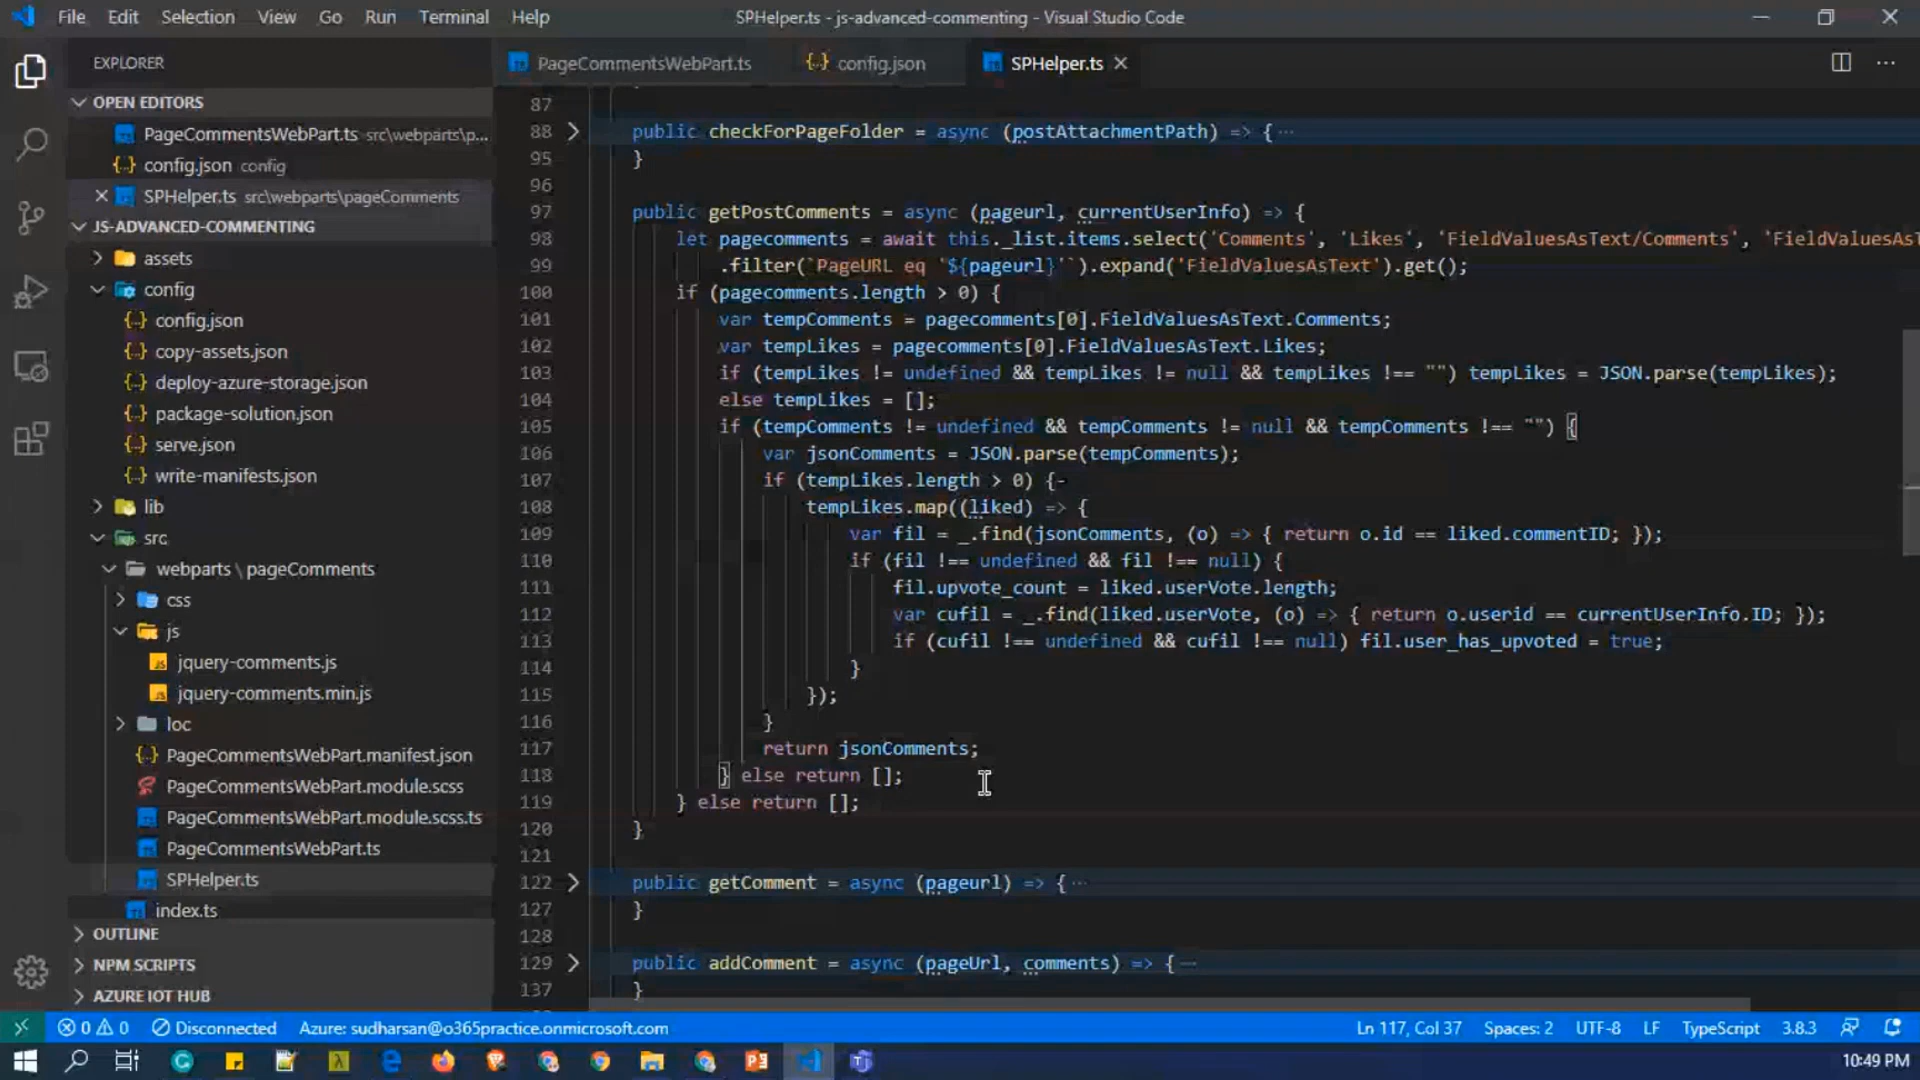 File Edit Selection View Go Run Terminal Help
SPHelper.ts - js-advanced-commenting - Visual Studio Code
EXPLORER
OPEN EDITORS
PageCommentsWebPart.ts src\webparts\p...
config.json config
SPHelper.ts src\webparts\pageComments
JS-ADVANCED-COMMENTING
assets
config
config.json
copy-assets.json
deploy-azure-storage.json
package-solution.json
serve.json
write-manifests.json
lib
src
webparts \ pageComments
css
js
jquery-comments.js
jquery-comments.min.js
loc
PageCommentsWebPart.manifest.json
PageCommentsWebPart.module.scss
PageCommentsWebPart.module.scss.ts
PageCommentsWebPart.ts
SPHelper.ts
index.ts
OUTLINE
NPM SCRIPTS
AZURE IOT HUB
PageCommentsWebPart.ts config.json SPHelper.ts
87
88 public checkForPageFolder = async (postAttachmentPath) => {
95 }
96
97 public getPostComments = async (pageurl, currentUserInfo) => {
98 let pagecomments = await this._list.items.select('Comments', 'Likes', 'FieldValuesAsText/Comments', 'FieldValuesAsT
99 .filter(`PageURL eq '${pageurl}'`).expand('FieldValuesAsText').get();
100 if (pagecomments.length > 0) {
101 var tempComments = pagecomments[0].FieldValuesAsText.Comments;
102 var tempLikes = pagecomments[0].FieldValuesAsText.Likes;
103 if (tempLikes != undefined && tempLikes != null && tempLikes !== "") tempLikes = JSON.parse(tempLikes);
104 else tempLikes = [];
105 if (tempComments != undefined && tempComments != null && tempComments !== "") {
106 var jsonComments = JSON.parse(tempComments);
107 if (tempLikes.length > 0) {
108 tempLikes.map((liked) => {
109 var fil = _.find(jsonComments, (o) => { return o.id == liked.commentID; });
110 if (fil !== undefined && fil !== null) {
111 fil.upvote_count = liked.userVote.length;
112 var cufil = _.find(liked.userVote, (o) => { return o.userid == currentUserInfo.ID; });
113 if (cufil !== undefined && cufil !== null) fil.user_has_upvoted = true;
114 }
115 });
116 }
117 return jsonComments;
118 } else return [];
119 } else return [];
120 }
121
122 public getComment = async (pageurl) => {
127 }
128
129 public addComment = async (pageUrl, comments) => {
137 }
0 0 Disconnected Azure: sudharsan@o365practice.onmicrosoft.com Ln 117, Col 37 Spaces: 2 UTF-8 LF TypeScript 3.8.3
10:49 PM